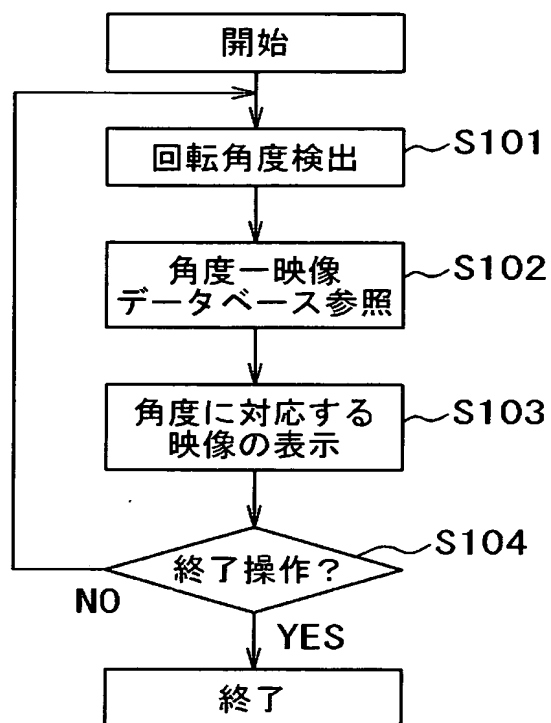 開始
回転角度検出
S101
角度ー映像
データベース参照
S102
角度に対応する
映像の表示
S103
終了操作?
S104
NO
YES
終了